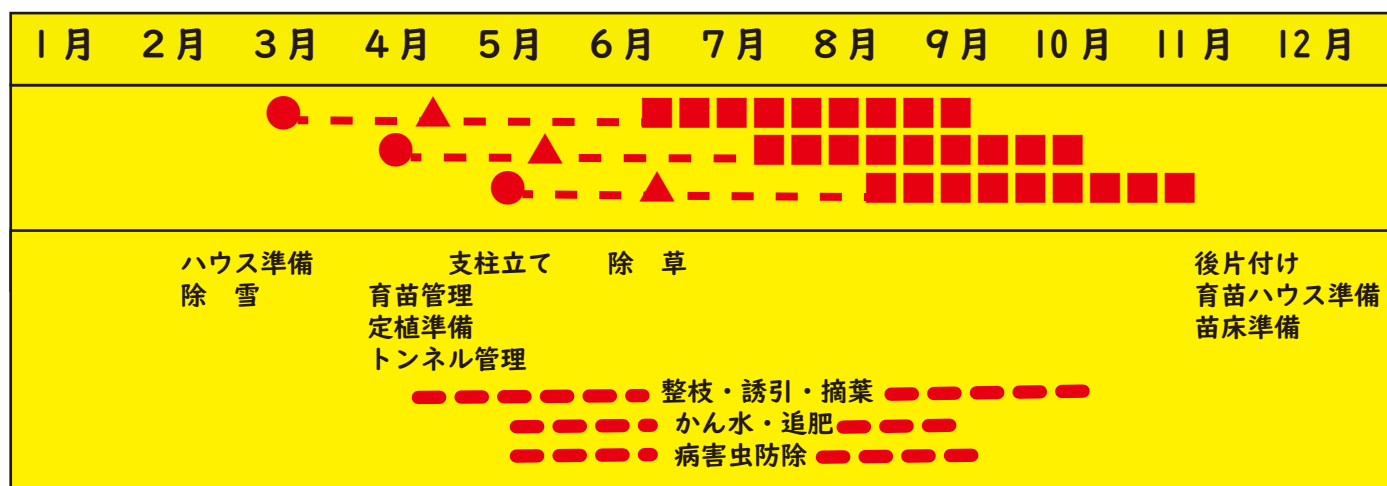 1月 2月 3月 4月 5月 6月 7月 8月 9月 10月 11月 12月
ハウス準備 支柱立て 除 草 後片付け
除 雪 育苗管理 育苗ハウス準備
定植準備 苗床準備
トンネル管理
整枝・誘引・摘葉
かん水・追肥
病害虫防除